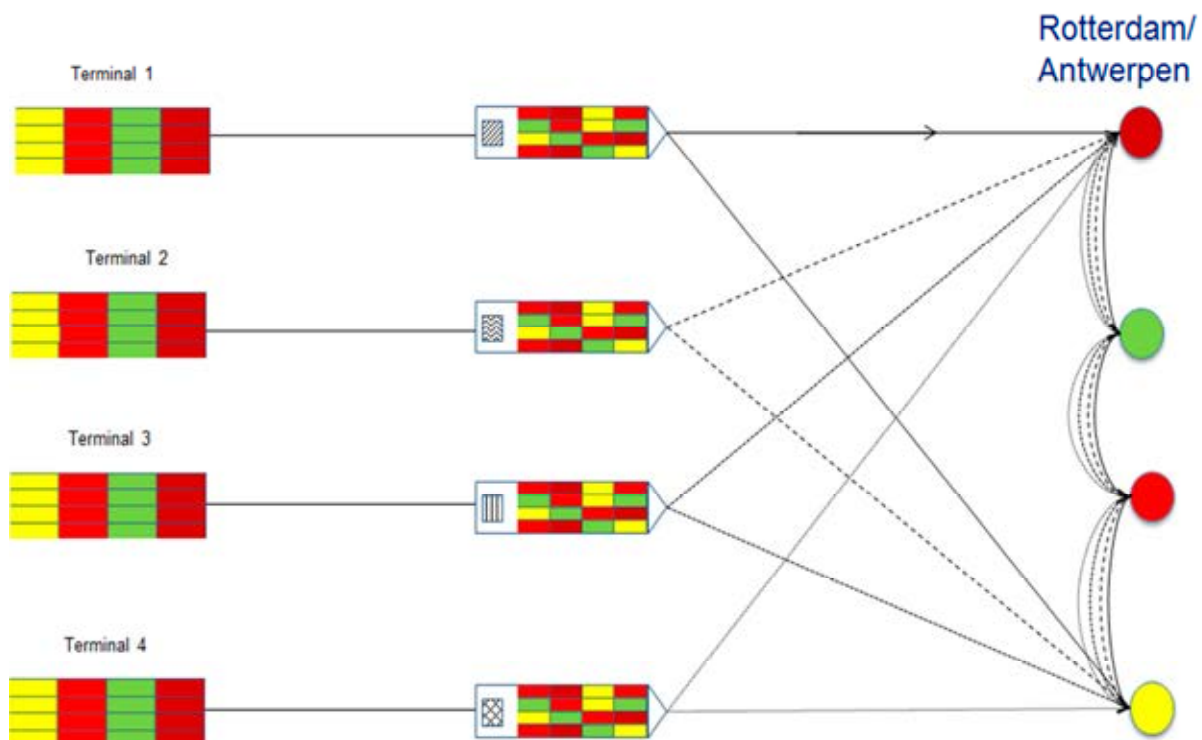 Rotterdam/
Antwerpen
Terminal 1
Terminal 2
Terminal 3
Terminal 4